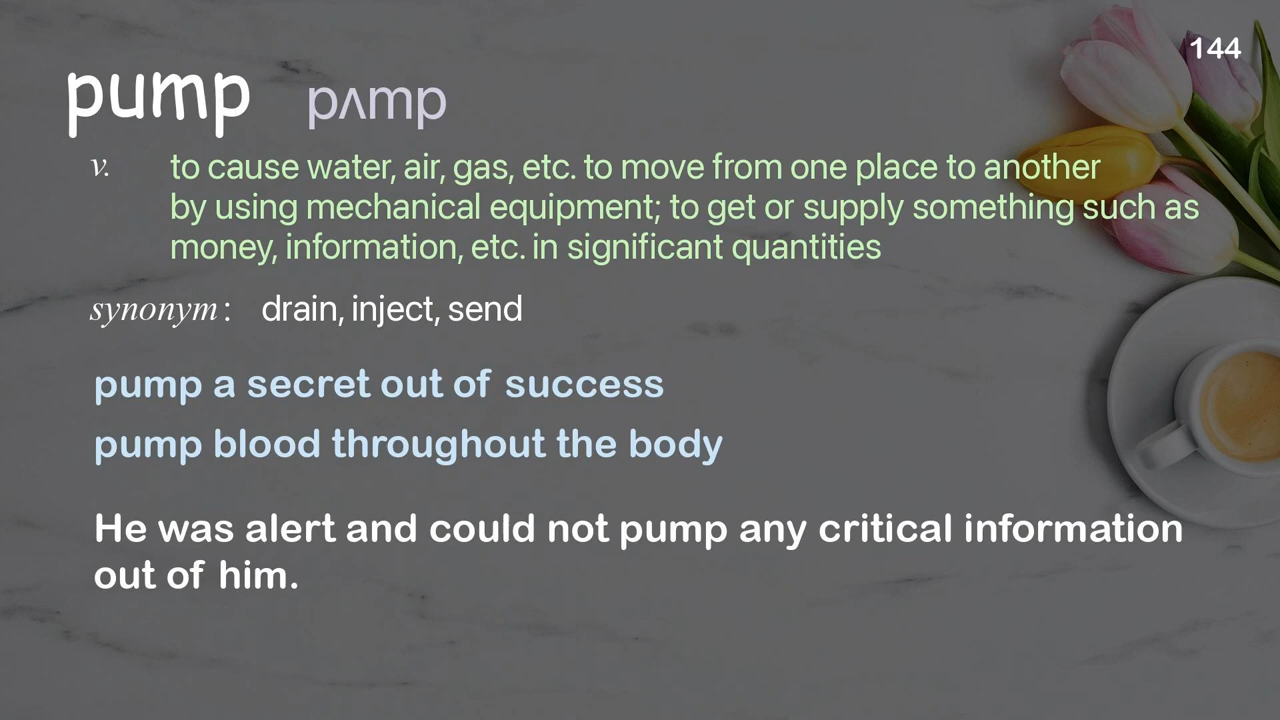 144
pump pʌmp
v. to cause water, air, gas, etc. to move from one place to another
by using mechanical equipment; to get or supply something such as
money, information, etc. in significant quantities
synonym: drain, inject, send
pump a secret out of success
pump blood throughout the body
He was alert and could not pump any critical information
out of him.